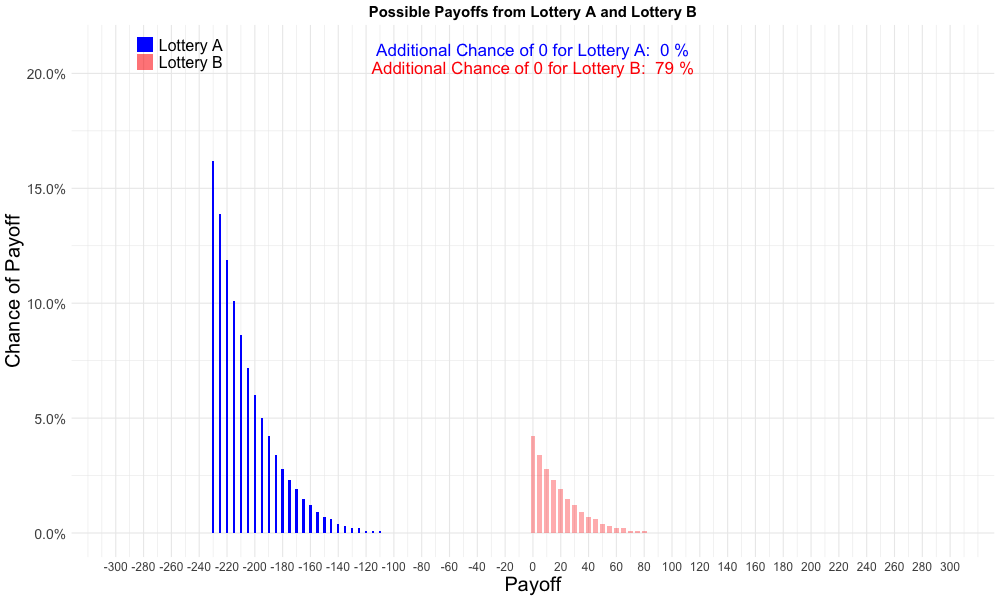 Possible Payoffs from Lottery A and Lottery B
Lottery A
Lottery B
Additional Chance of 0 for Lottery A:  0 %
Additional Chance of 0 for Lottery B:  79 %
Chance of Payoff
20.0%
15.0%
10.0%
5.0%
0.0%
-300 -280 -260 -240 -220 -200 -180 -160 -140 -120 -100 -80 -60 -40 -20 0 20 40 60 80 100 120 140 160 180 200 220 240 260 280 300
Payoff